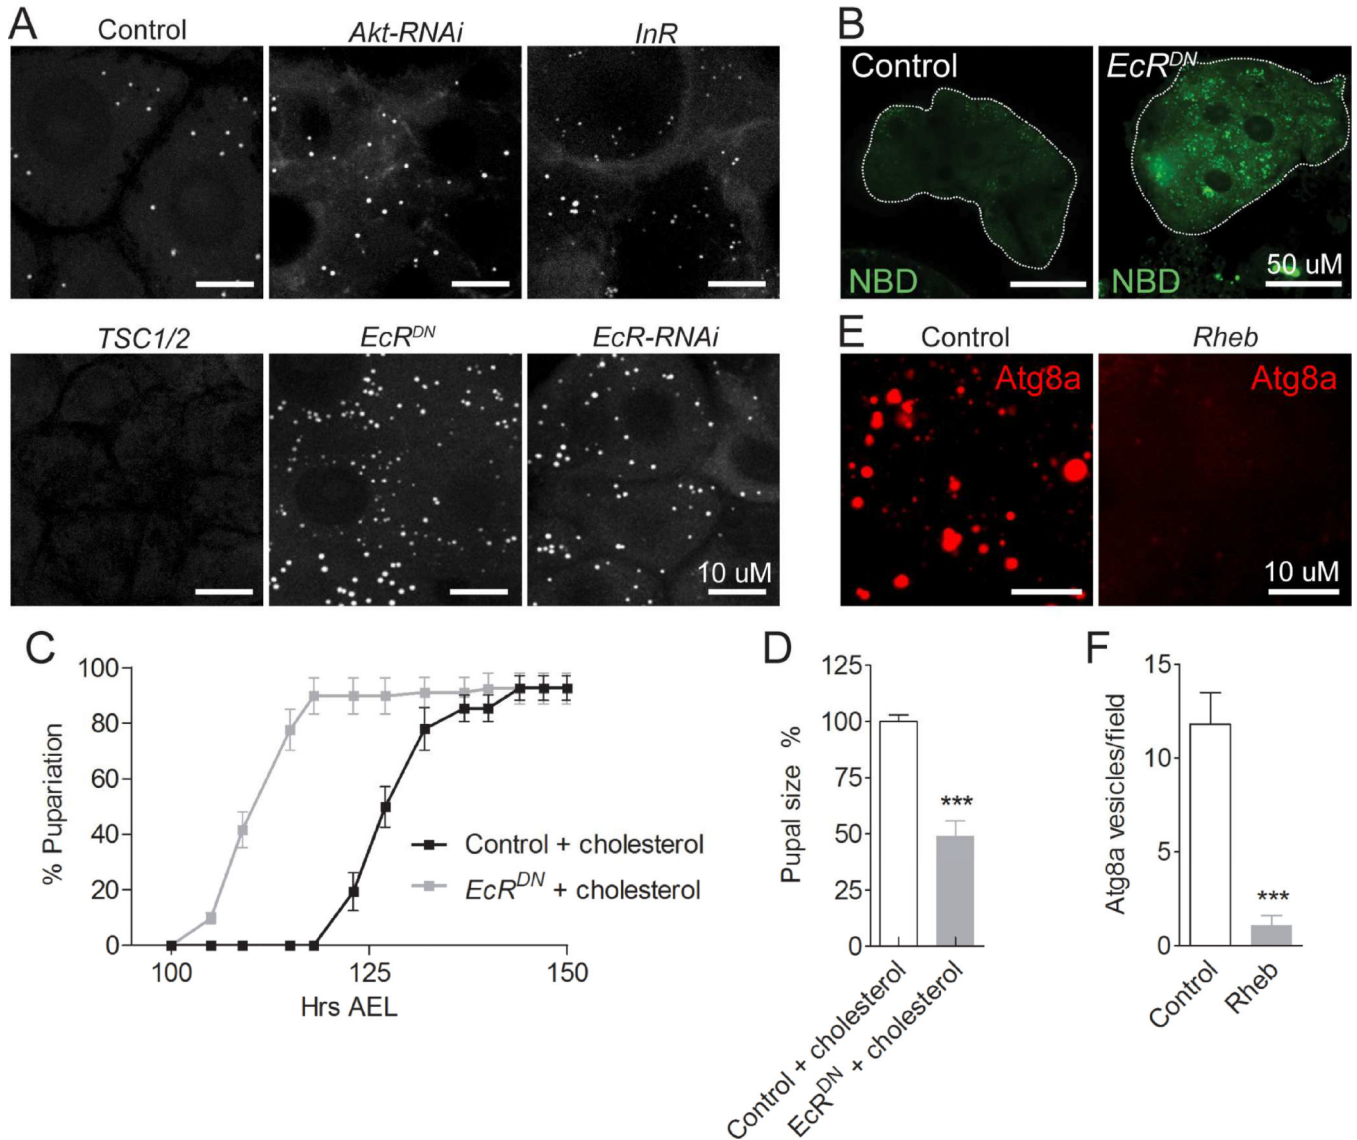 A
Control
Akt-RNAi
InR
TSC1/2
EcR^DN
EcR-RNAi
10 uM
B
Control
NBD
EcR^DN
NBD
50 uM
E
Control
Rheb
Atg8a
Atg8a
10 uM
C
% Pupariation
100
80
60
40
20
0
100
125
150
Hrs AEL
Control + cholesterol
EcR^DN + cholesterol
D
Pupal size %
125
100
75
50
25
0
***
Control + cholesterol
EcR^DN + cholesterol
F
Atg8a vesicles/field
15
10
5
0
***
Control
Rheb